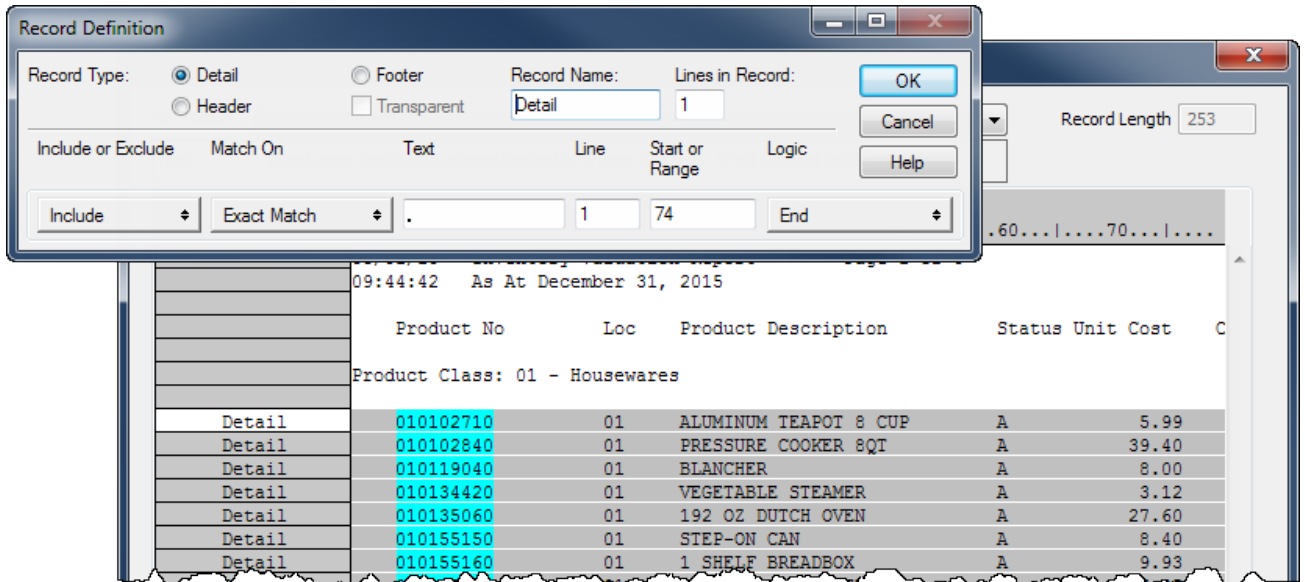 Record Definition
Record Type: Detail Footer Record Name: Lines in Record: OK
Header Transparent Detail 1 Cancel
Record Length 253
Include or Exclude Match On Text Line Start or Range Logic Help
Include Exact Match . 1 74 End
.60...|....70...|....
09:44:42 As At December 31, 2015
Product No Loc Product Description Status Unit Cost C
Product Class: 01 - Housewares
Detail 010102710 01 ALUMINUM TEAPOT 8 CUP A 5.99
Detail 010102840 01 PRESSURE COOKER 8QT A 39.40
Detail 010119040 01 BLANCHER A 8.00
Detail 010134420 01 VEGETABLE STEAMER A 3.12
Detail 010135060 01 192 OZ DUTCH OVEN A 27.60
Detail 010155150 01 STEP-ON CAN A 8.40
Detail 010155160 01 1 SHELF BREADBOX A 9.93